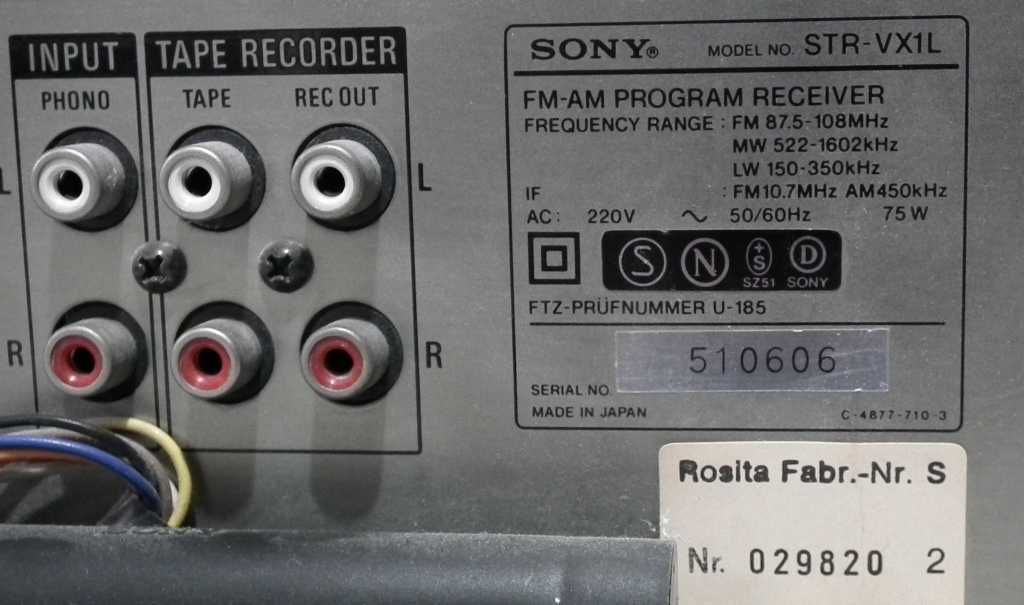 INPUT
PHONO
L
R
TAPE RECORDER
TAPE REC OUT
L
R
SONY® MODEL NO. STR-VX1L
FM-AM PROGRAM RECEIVER
FREQUENCY RANGE : FM 87.5-108MHz
MW 522-1602kHz
LW 150-350kHz
IF : FM10.7MHz AM450kHz
AC : 220V ~ 50/60Hz 75W
S N +S D
SZ51 SONY
FTZ-PRÜFNUMMER U-185
510606
SERIAL NO.
MADE IN JAPAN C-4877-710-3
Rosita Fabr.-Nr. S
Nr. 029820 2